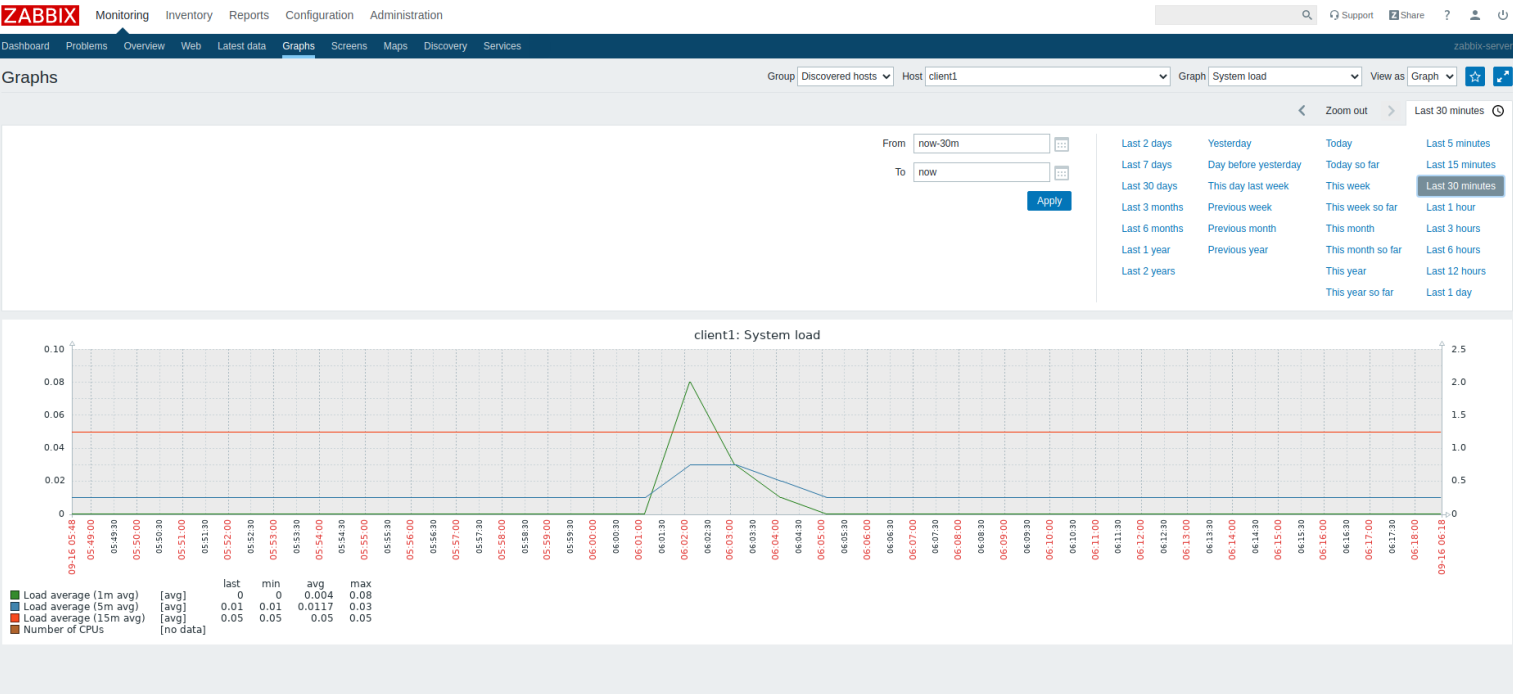 ZABBIX Monitoring Inventory Reports Configuration Administration Support Z Share ?
Dashboard Problems Overview Web Latest data Graphs Screens Maps Discovery Services zabbix-server
Graphs Group Discovered hosts Host client1 Graph System load View as Graph
Zoom out Last 30 minutes
From now-30m Last 2 days Yesterday Today Last 5 minutes
Last 7 days Day before yesterday Today so far Last 15 minutes
To now Last 30 days This day last week This week Last 30 minutes
Apply Last 3 months Previous week This week so far Last 1 hour
Last 6 months Previous month This month Last 3 hours
Last 1 year Previous year This month so far Last 6 hours
Last 2 years This year Last 12 hours
This year so far Last 1 day
client1: System load
0.10 2.5
0.08 2.0
0.06 1.5
0.04 1.0
0.02 0.5
0 0
09-16 05:48 05:49:00 05:49:30 05:50:00 05:50:30 05:51:00 05:51:30 05:52:00 05:52:30 05:53:00 05:53:30 05:54:00 05:54:30 05:55:00 05:55:30 05:56:00 05:56:30 05:57:00 05:57:30 05:58:00 05:58:30 05:59:00 05:59:30 06:00:00 06:00:30 06:01:00 06:01:30 06:02:00 06:02:30 06:03:00 06:03:30 06:04:00 06:04:30 06:05:00 06:05:30 06:06:00 06:06:30 06:07:00 06:07:30 06:08:00 06:08:30 06:09:00 06:09:30 06:10:00 06:10:30 06:11:00 06:11:30 06:12:00 06:12:30 06:13:00 06:13:30 06:14:00 06:14:30 06:15:00 06:15:30 06:16:00 06:16:30 06:17:00 06:17:30 06:18:00 09-16 06:18
last min avg max
Load average (1m avg) [avg] 0 0 0.004 0.08
Load average (5m avg) [avg] 0.01 0.01 0.0117 0.03
Load average (15m avg) [avg] 0.05 0.05 0.05 0.05
Number of CPUs [no data]